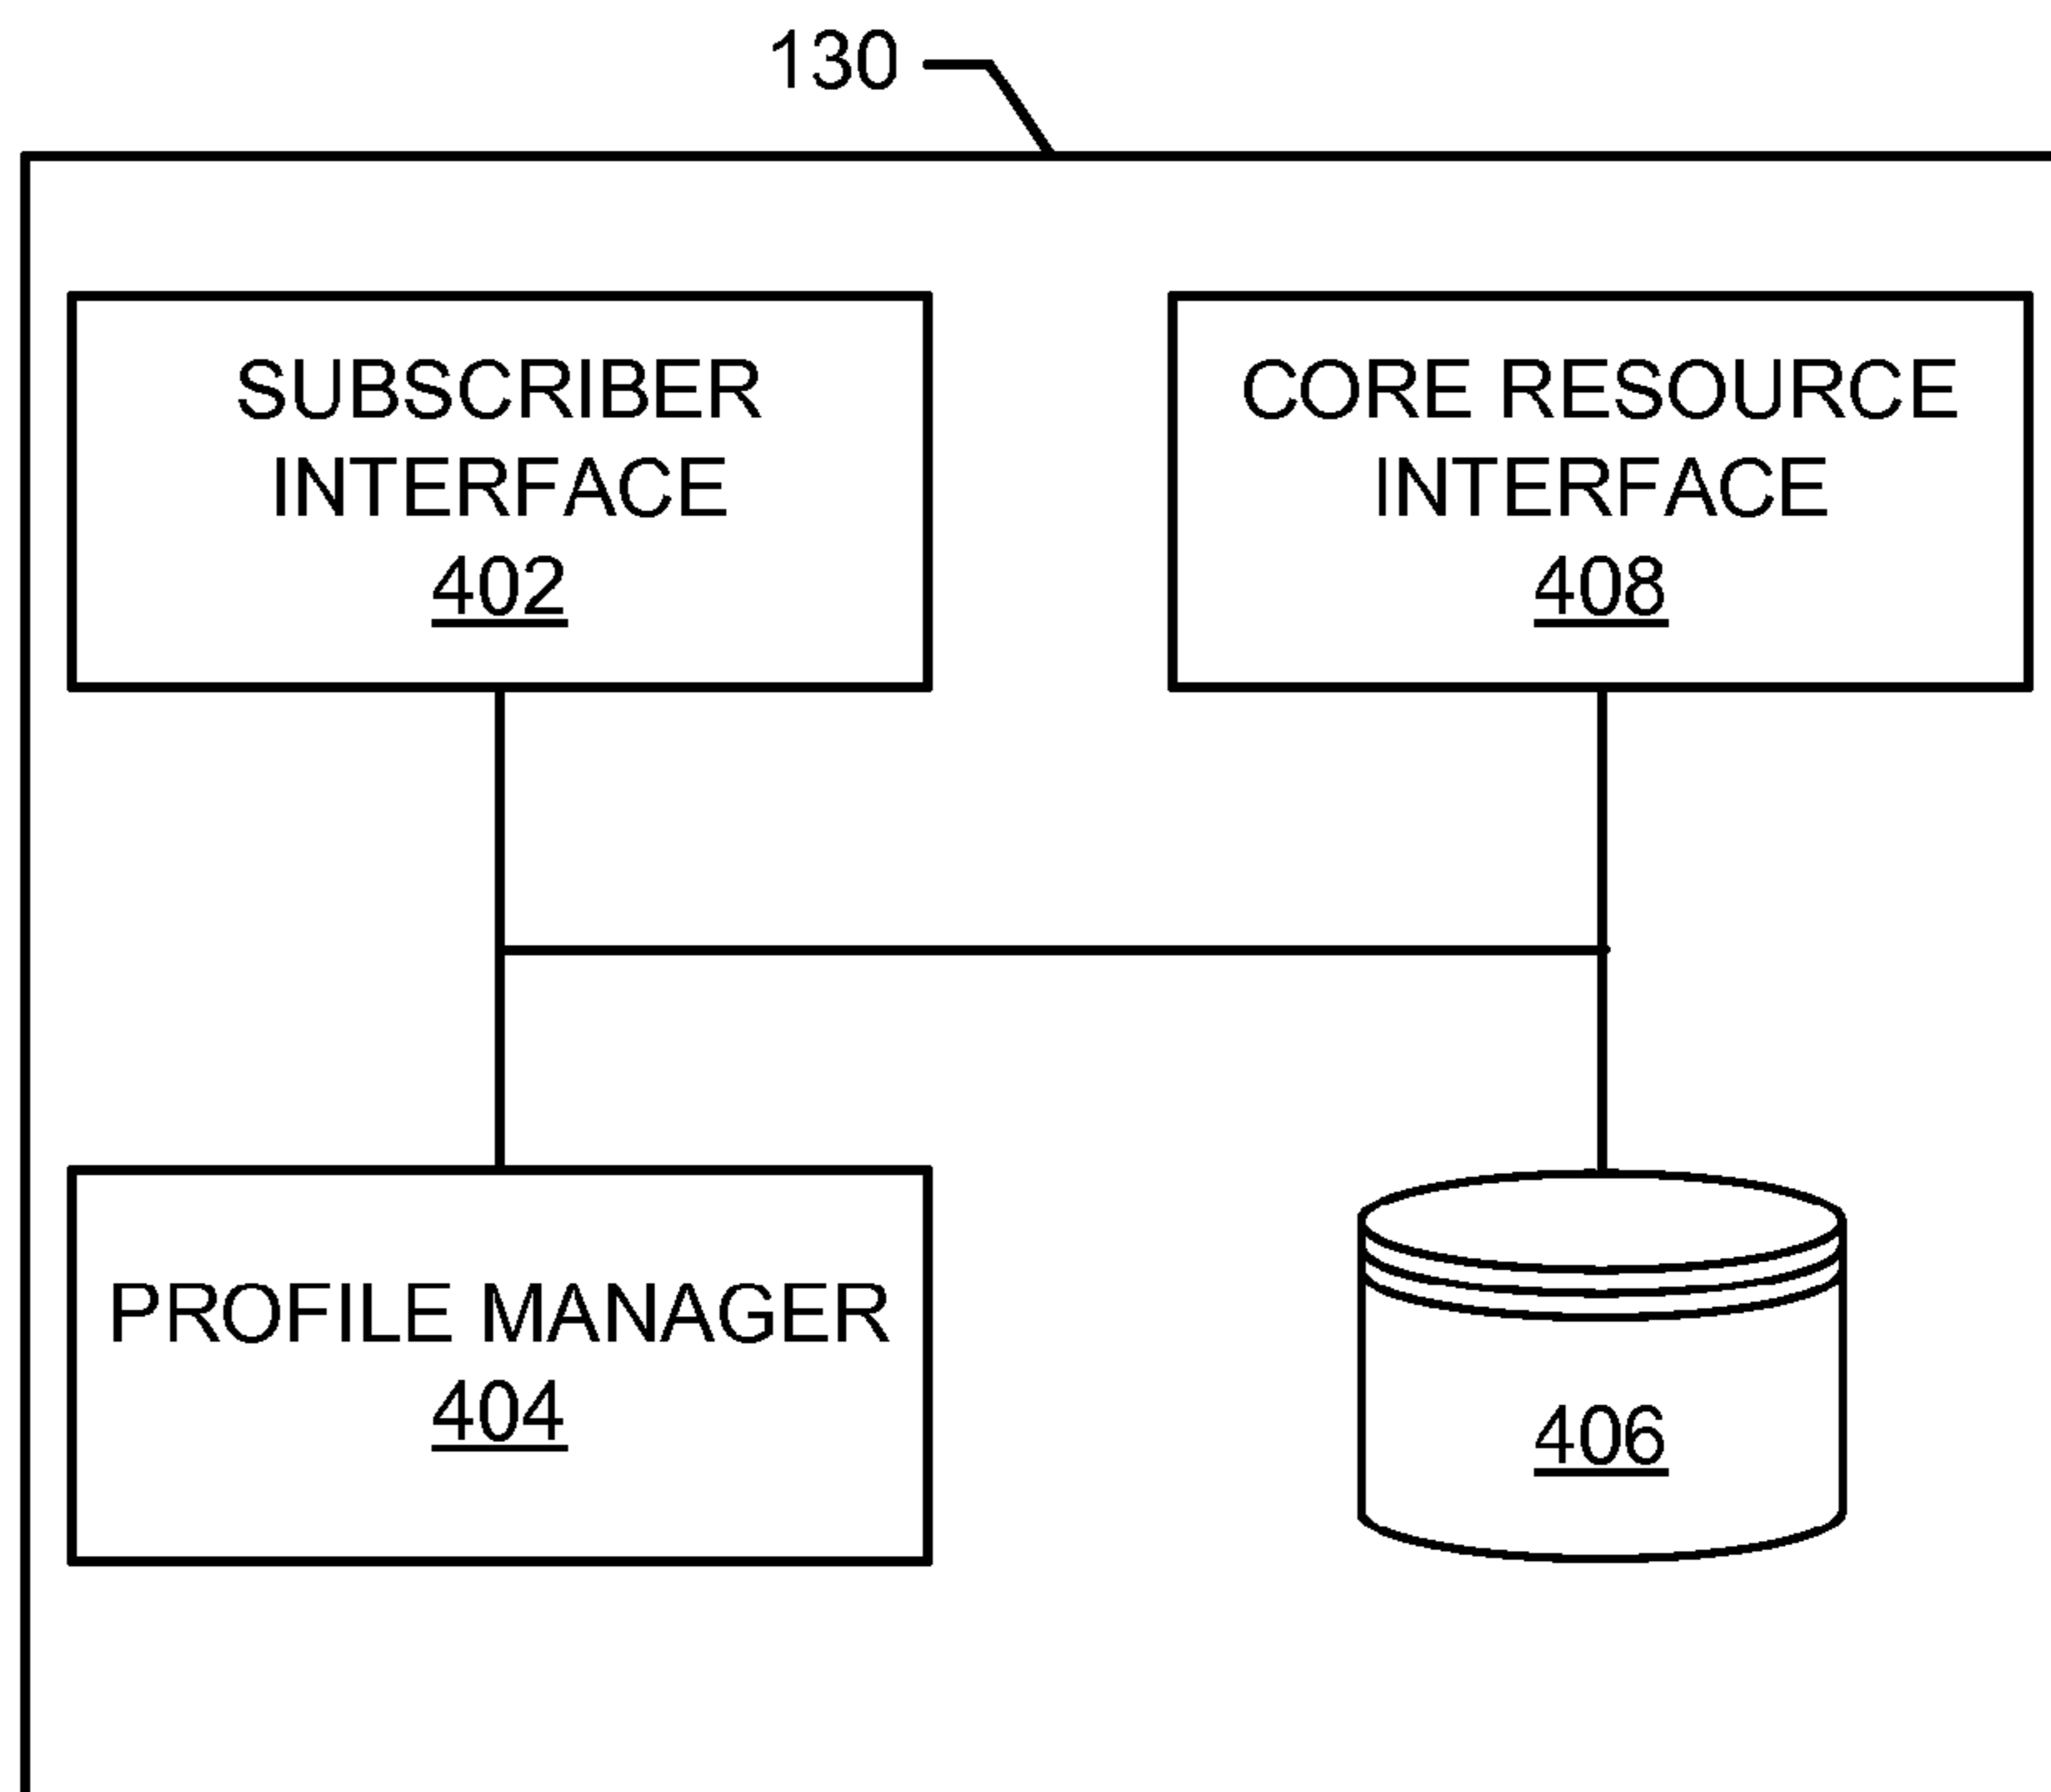 130
SUBSCRIBER
INTERFACE
402
CORE RESOURCE
INTERFACE
408
PROFILE MANAGER
404
406